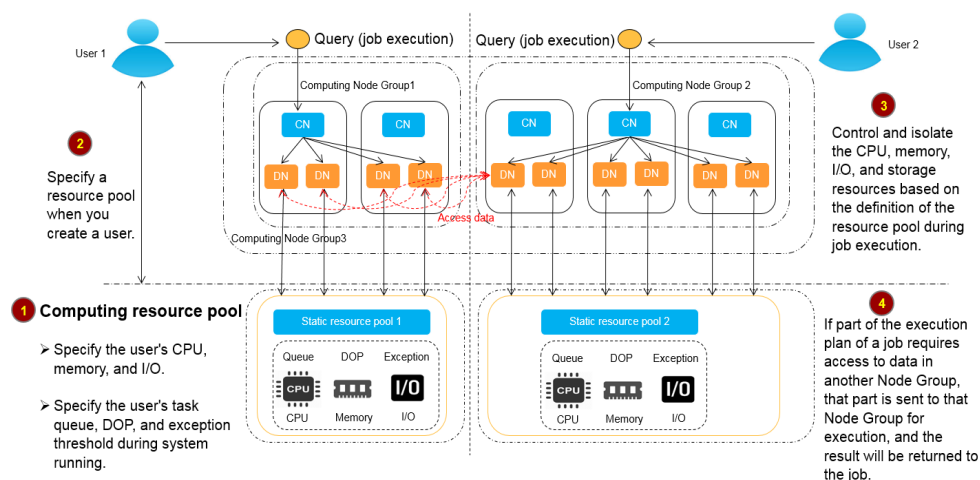 User 1
Query (job execution)
Query (job execution)
User 2
Computing Node Group1
Computing Node Group 2
CN
CN
CN
CN
CN
DN
DN
DN
DN
DN
DN
DN
DN
DN
DN
Access data
Computing Node Group3
2
Specify a
resource pool
when you
create a user.
3
Control and isolate
the CPU, memory,
I/O, and storage
resources based on
the definition of the
resource pool during
job execution.
1
Computing resource pool
➢ Specify the user's CPU,
memory, and I/O.
➢ Specify the user's task
queue, DOP, and exception
threshold during system
running.
Static resource pool 1
Queue DOP Exception
CPU I/O
CPU Memory I/O
Static resource pool 2
Queue DOP Exception
CPU I/O
CPU Memory I/O
4
If part of the execution
plan of a job requires
access to data in
another Node Group,
that part is sent to that
Node Group for
execution, and the
result will be returned to
the job.